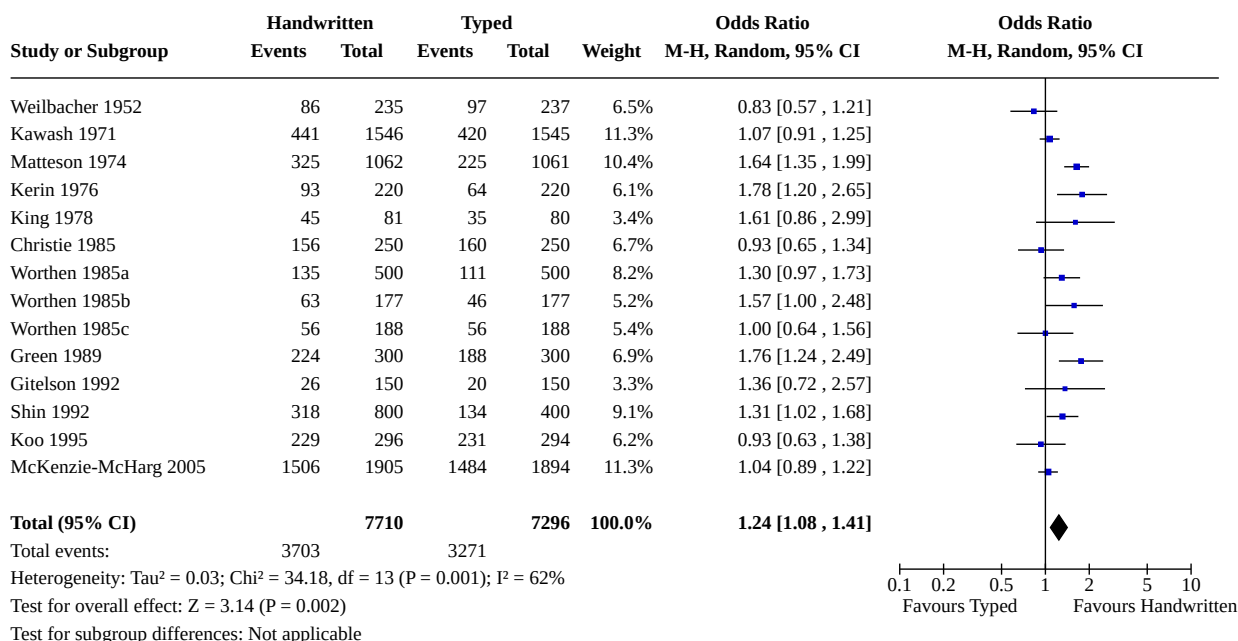 Handwritten Typed Odds Ratio Odds Ratio
Study or Subgroup Events Total Events Total Weight M-H, Random, 95% CI M-H, Random, 95% CI
Weilbacher 1952 86 235 97 237 6.5% 0.83 [0.57 , 1.21]
Kawash 1971 441 1546 420 1545 11.3% 1.07 [0.91 , 1.25]
Matteson 1974 325 1062 225 1061 10.4% 1.64 [1.35 , 1.99]
Kerin 1976 93 220 64 220 6.1% 1.78 [1.20 , 2.65]
King 1978 45 81 35 80 3.4% 1.61 [0.86 , 2.99]
Christie 1985 156 250 160 250 6.7% 0.93 [0.65 , 1.34]
Worthen 1985a 135 500 111 500 8.2% 1.30 [0.97 , 1.73]
Worthen 1985b 63 177 46 177 5.2% 1.57 [1.00 , 2.48]
Worthen 1985c 56 188 56 188 5.4% 1.00 [0.64 , 1.56]
Green 1989 224 300 188 300 6.9% 1.76 [1.24 , 2.49]
Gitelson 1992 26 150 20 150 3.3% 1.36 [0.72 , 2.57]
Shin 1992 318 800 134 400 9.1% 1.31 [1.02 , 1.68]
Koo 1995 229 296 231 294 6.2% 0.93 [0.63 , 1.38]
McKenzie-McHarg 2005 1506 1905 1484 1894 11.3% 1.04 [0.89 , 1.22]
Total (95% CI) 7710 7296 100.0% 1.24 [1.08 , 1.41]
Total events: 3703 3271
Heterogeneity: Tau² = 0.03; Chi² = 34.18, df = 13 (P = 0.001); I² = 62%
0.1 0.2 0.5 1 2 5 10
Test for overall effect: Z = 3.14 (P = 0.002)
Favours Typed Favours Handwritten
Test for subgroup differences: Not applicable